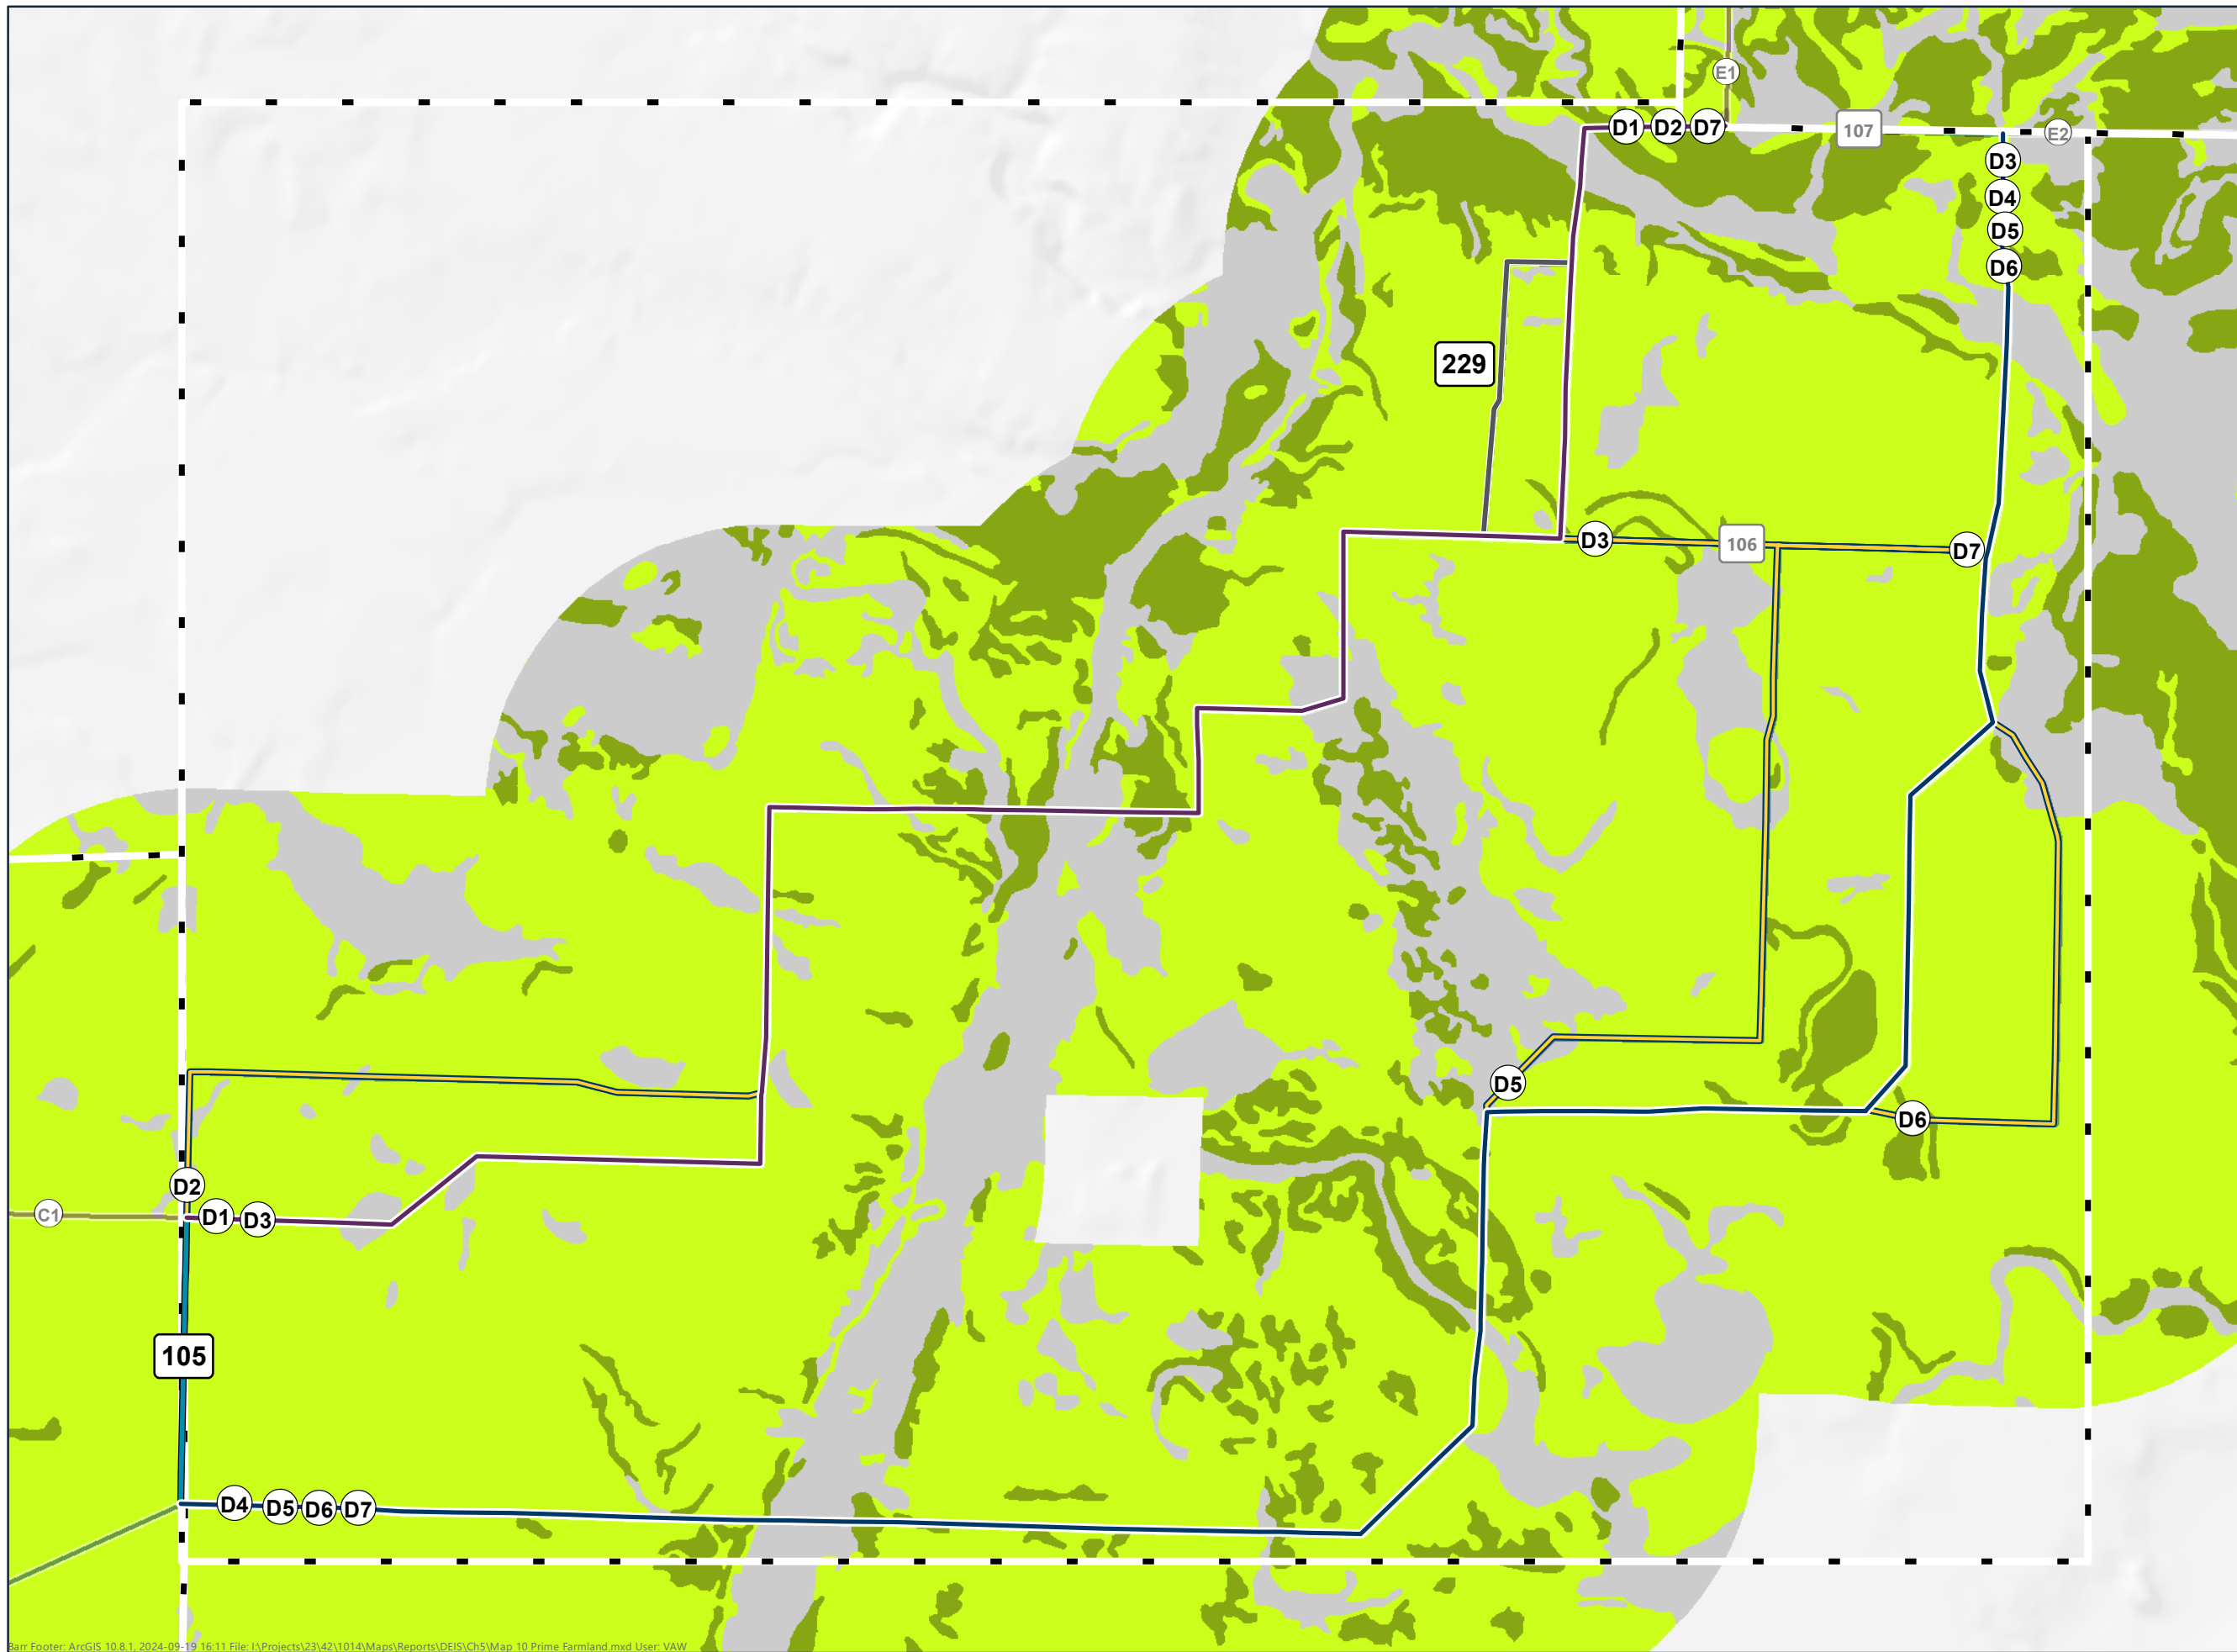 E1
D1 D2 D7
107
E2
D3
D4
D5
D6
229
D3
106
D7
D5
D6
D2
C1
D1 D3
105
D4 D5 D6 D7
Barr Footer: ArcGIS 10.8.1, 2024-09-19 16:11 File: I:\Projects\23\42\1014\Maps\Reports\DEIS\Ch5\Map 10 Prime Farmland.mxd User: VAW